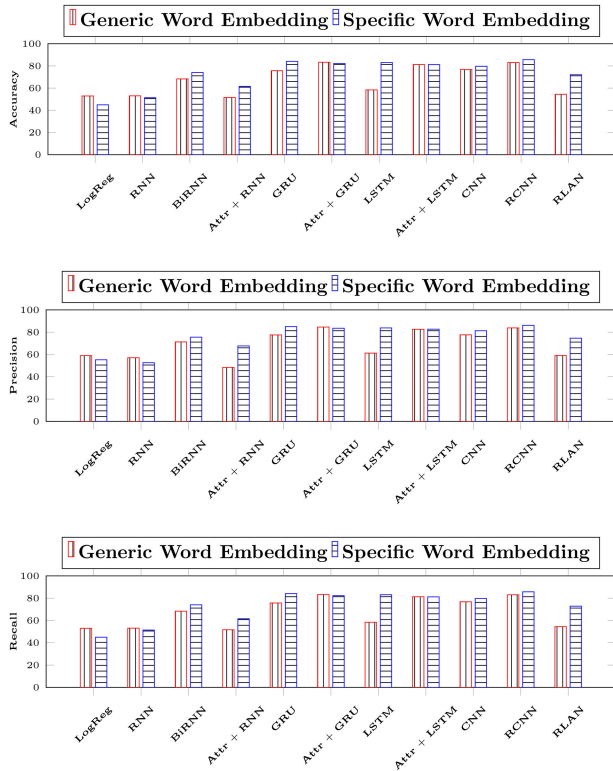 Generic Word Embedding Specific Word Embedding
100
80
60
40
20
0
Accuracy
LogReg
RNN
BiRNN
Attr + RNN
GRU
Attr + GRU
LSTM
Attr + LSTM
CNN
RCNN
RLAN
Generic Word Embedding Specific Word Embedding
100
80
60
40
20
0
Precision
LogReg
RNN
BiRNN
Attr + RNN
GRU
Attr + GRU
LSTM
Attr + LSTM
CNN
RCNN
RLAN
Generic Word Embedding Specific Word Embedding
100
80
60
40
20
0
Recall
LogReg
RNN
BiRNN
Attr + RNN
GRU
Attr + GRU
LSTM
Attr + LSTM
CNN
RCNN
RLAN